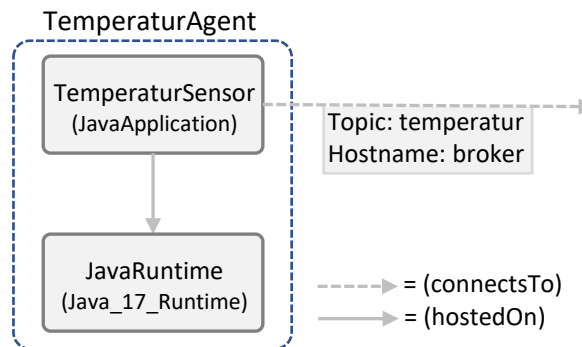 TemperaturAgent
TemperaturSensor
(JavaApplication)
Topic: temperatur
Hostname: broker
JavaRuntime
(Java_17_Runtime)
= (connectsTo)
= (hostedOn)